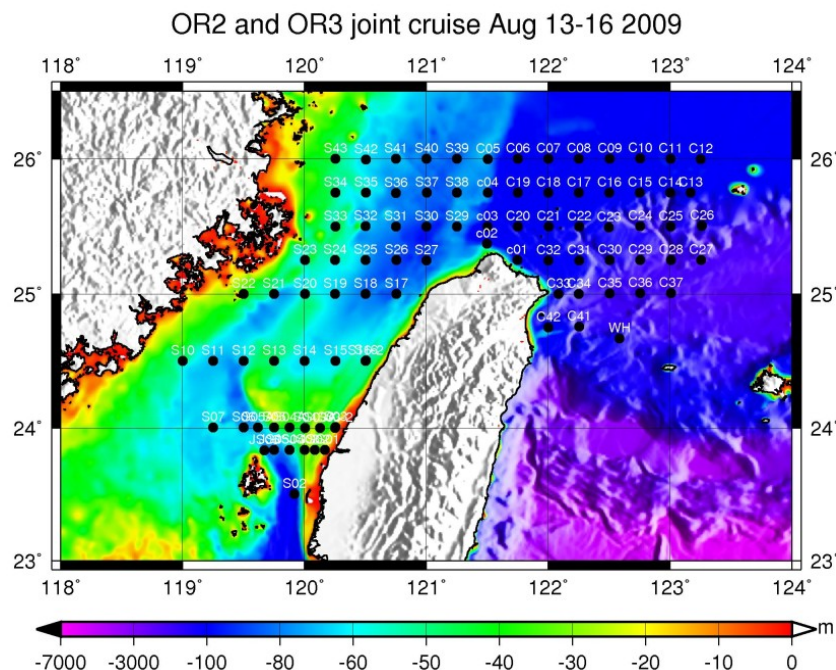 OR2 and OR3 joint cruise Aug 13-16 2009
118° 119° 120° 121° 122° 123° 124°
26° 26°
S43 S42 S41 S40 S39 C05 C06 C07 C08 C09 C10 C11 C12
S34 S35 S36 S37 S38 c04 C19 C18 C17 C16 C15 C14 C13
S33 S32 S31 S30 S29 c03 C20 C21 C22 C23 C24 C25 C26
c02
S23 S24 S25 S26 S27 c01 C32 C31 C30 C29 C28 C27
25° 25°
S22 S21 S20 S19 S18 S17 C33 C34 C35 C36 C37
C42 C41
WH
S10 S11 S12 S13 S14 S15
24° 24°
S07
S02
23° 23°
118° 119° 120° 121° 122° 123° 124°
m
-7000 -3000 -100 -80 -60 -50 -40 -30 -20 -10 0